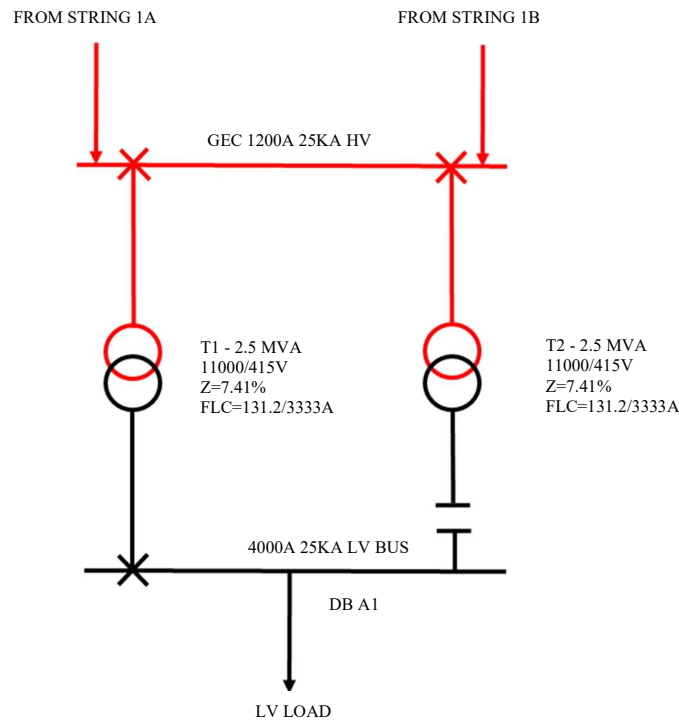 FROM STRING 1A
FROM STRING 1B
GEC 1200A 25KA HV
T1 - 2.5 MVA
11000/415V
Z=7.41%
FLC=131.2/3333A
T2 - 2.5 MVA
11000/415V
Z=7.41%
FLC=131.2/3333A
4000A 25KA LV BUS
DB A1
LV LOAD